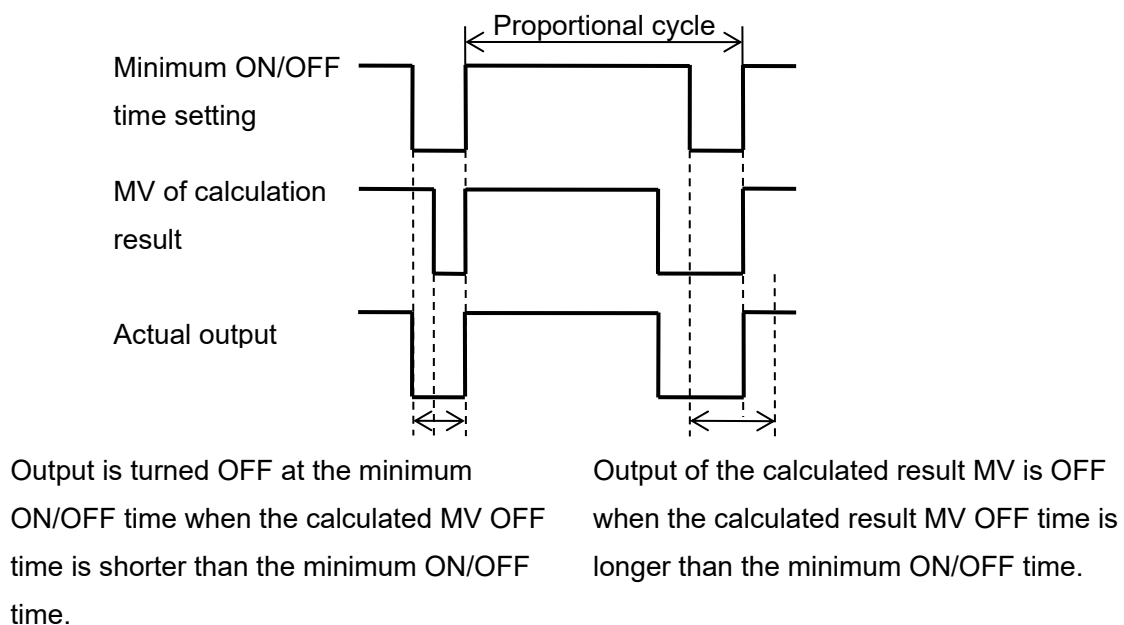 Proportional cycle
Minimum ON/OFF
time setting
MV of calculation
result
Actual output
Output is turned OFF at the minimum
ON/OFF time when the calculated MV OFF
time is shorter than the minimum ON/OFF
time.
Output of the calculated result MV is OFF
when the calculated result MV OFF time is
longer than the minimum ON/OFF time.